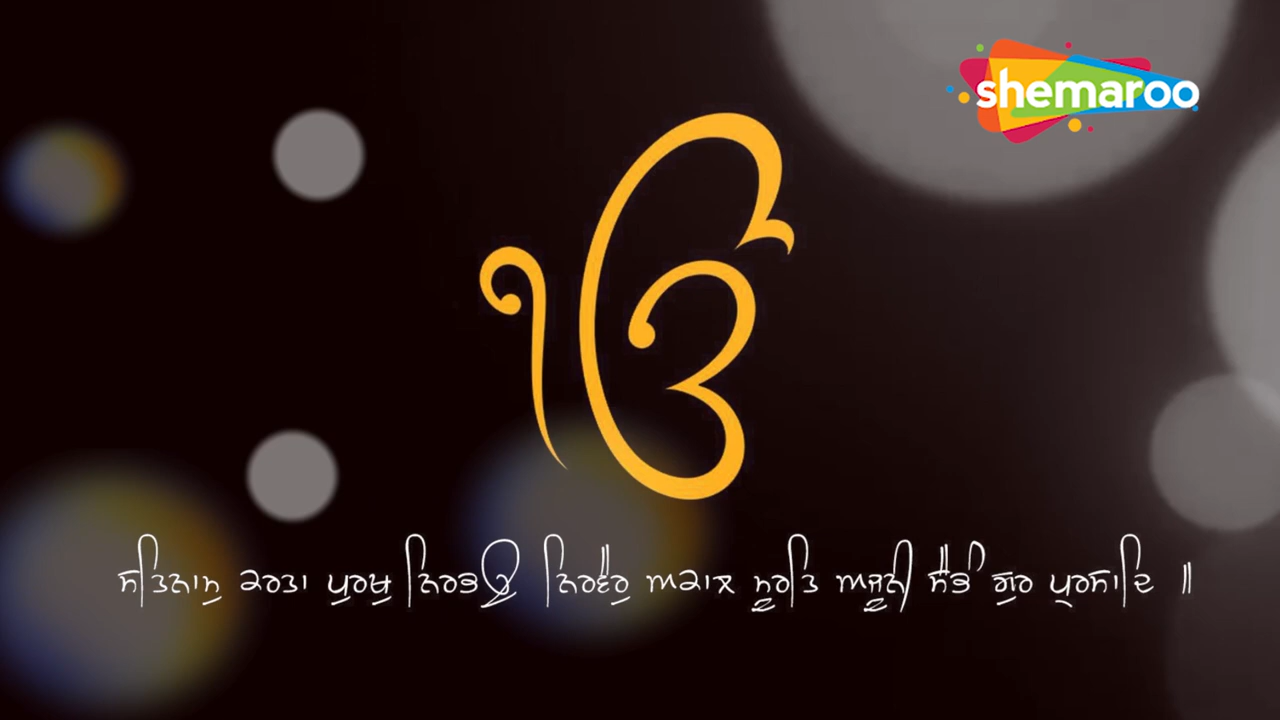 shemaroo
ੴ
ਸਤਿਨਾਮੁ ਕਰਤਾ ਪੁਰਖੁ ਨਿਰਭਉ ਨਿਰਵੈਰੁ ਅਕਾਲ ਮੂਰਤਿ ਅਜੂਨੀ ਸੈਭੰ ਗੁਰ ਪ੍ਰਸਾਦਿ ॥